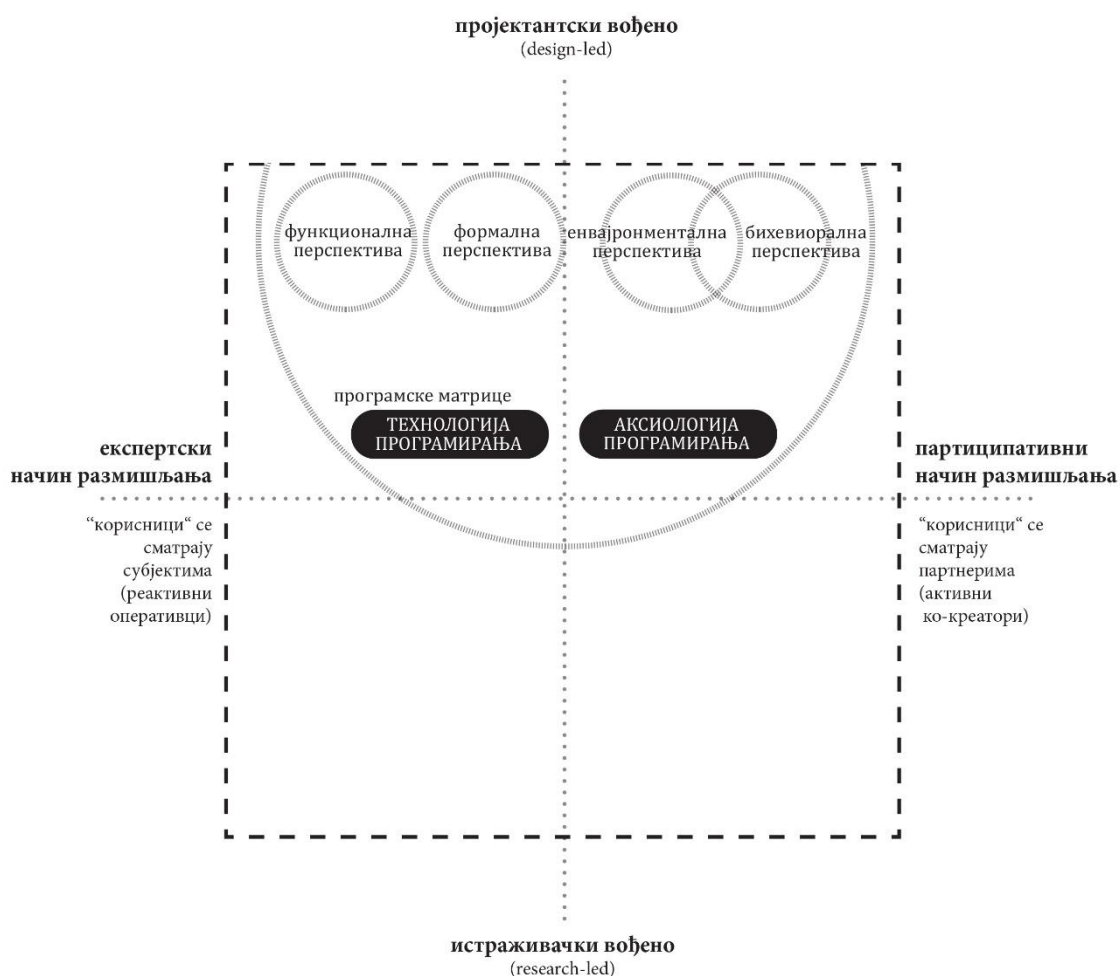 пројектантски вођено
(design-led)
функционална
перспектива
формална
перспектива
енвајронментална
перспектива
бихевиорална
перспектива
програмске матрице
ТЕХНОЛОГИЈА
ПРОГРАМИРАЊА
АКСИОЛОГИЈА
ПРОГРАМИРАЊА
експертски
начин размишљања
“корисници“ се
сматрају
субјектима
(реактивни
оперативци)
партиципативни
начин размишљања
“корисници“ се
сматрају
партнерима
(активни
ко-креатори)
истраживачки вођено
(research-led)